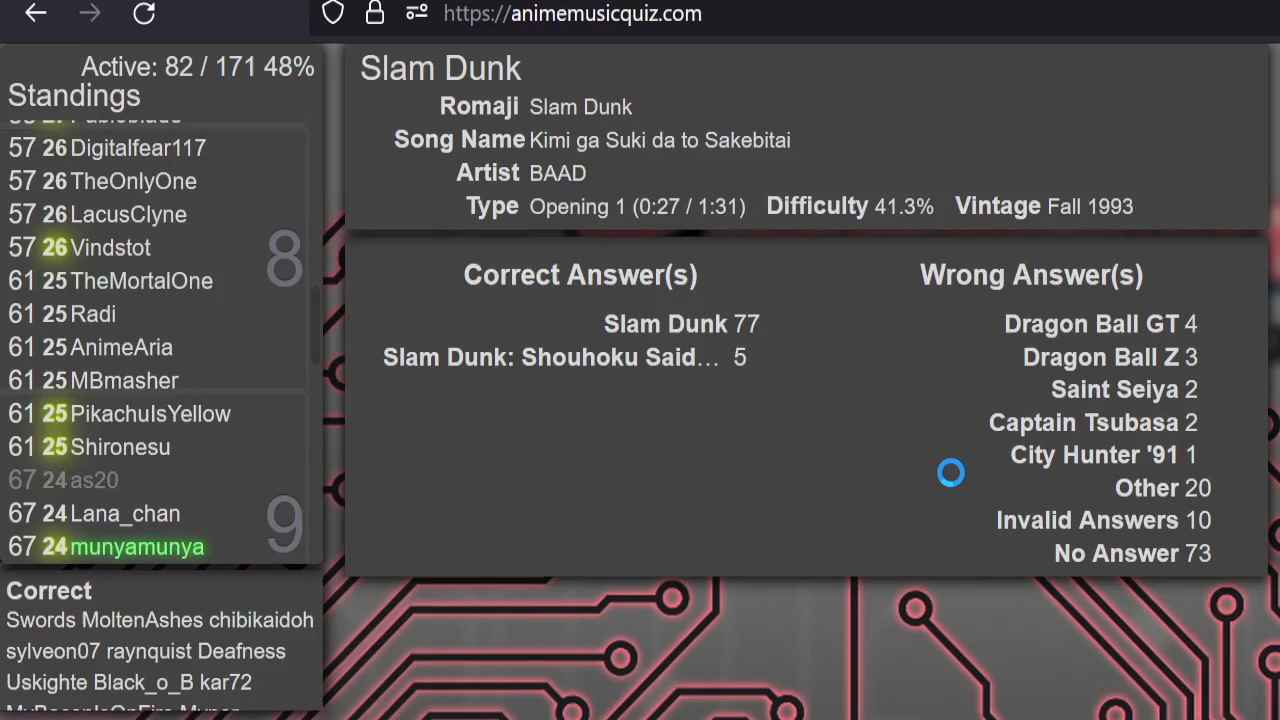 https://animemusicquiz.com
Active: 82 / 171 48%
Standings
57 26 Digitalfear117
57 26 TheOnlyOne
57 26 LacusClyne
57 26 Vindstot
8
61 25 TheMortalOne
61 25 Radi
61 25 AnimeAria
61 25 MBmasher
61 25 PikachuIsYellow
61 25 Shironesu
67 24 as20
67 24 Lana_chan
9
67 24 munyamunya
Correct
Swords MoltenAshes chibikaidoh
sylveon07 raynquist Deafness
Uskighte Black_o_B kar72
Slam Dunk
Romaji Slam Dunk
Song Name Kimi ga Suki da to Sakebitai
Artist BAAD
Type Opening 1 (0:27 / 1:31) Difficulty 41.3% Vintage Fall 1993
Correct Answer(s)
Slam Dunk 77
Slam Dunk: Shouhoku Said... 5
Wrong Answer(s)
Dragon Ball GT 4
Dragon Ball Z 3
Saint Seiya 2
Captain Tsubasa 2
City Hunter '91 1
Other 20
Invalid Answers 10
No Answer 73